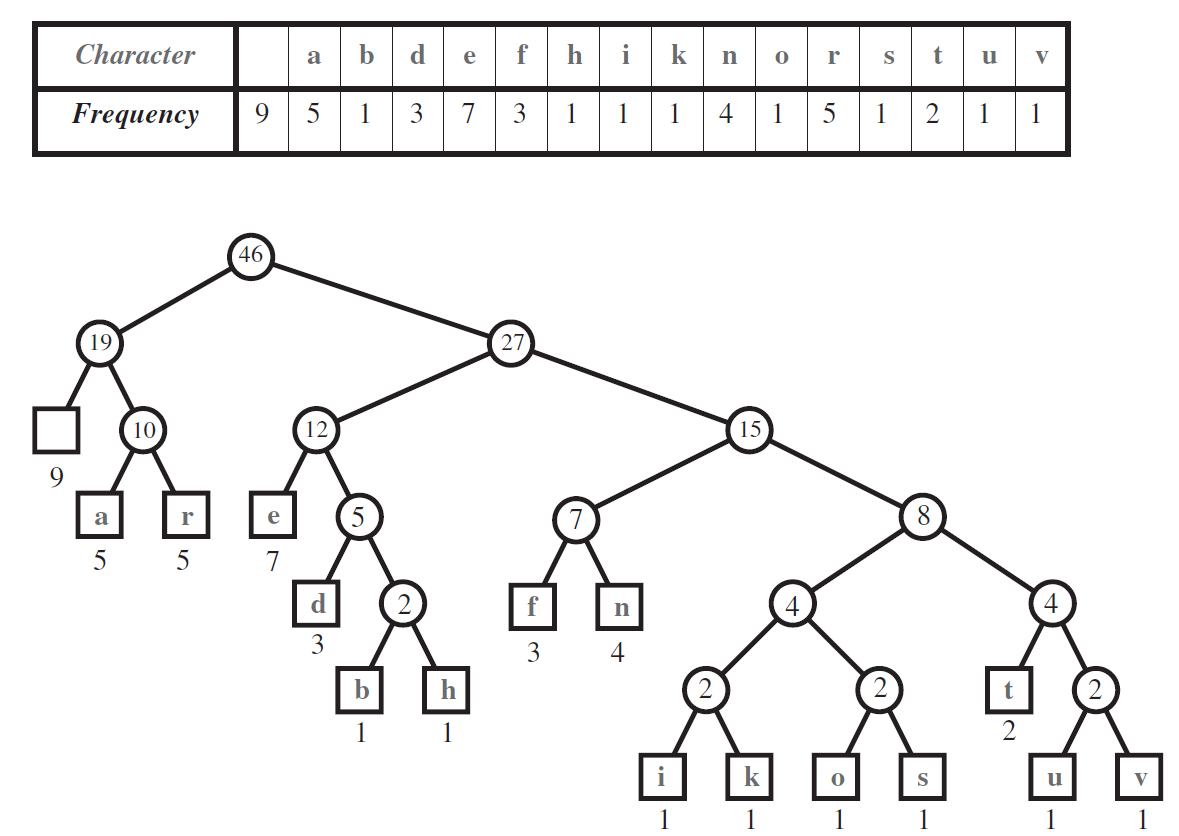 Character a b d e f h i k n o r s t u v
Frequency 9 5 1 3 7 3 1 1 1 4 1 5 1 2 1 1
46
19 27
10 12 15
9
a r e 5 7 8
5 5 7
d 2 f n 4 4
3 3 4
b h 2 2 t 2
1 1 2
i k o s u v
1 1 1 1 1 1